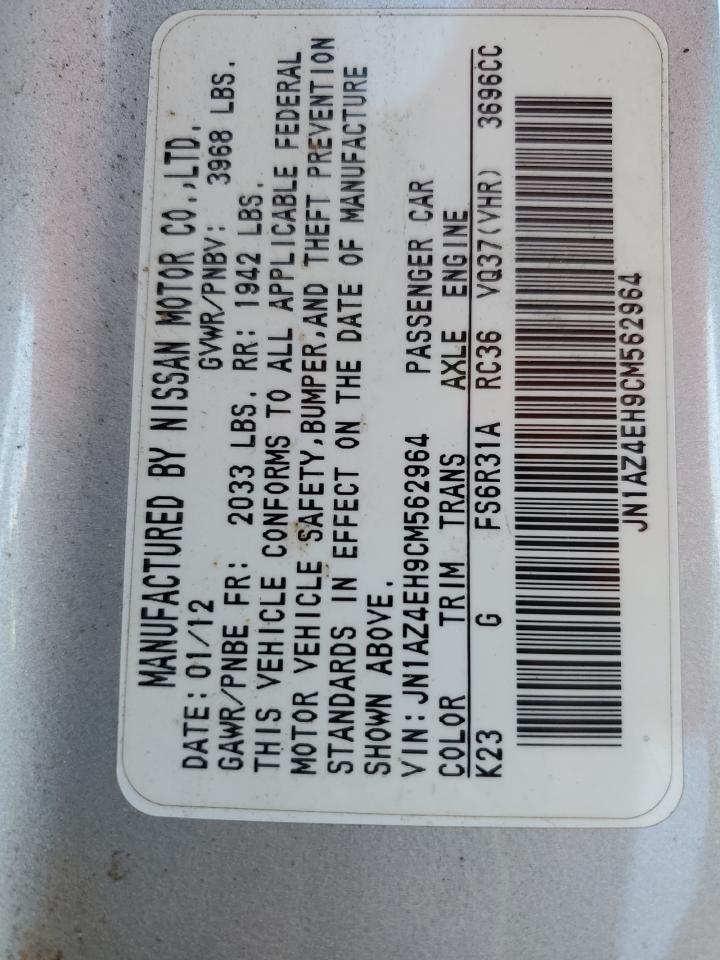 MANUFACTURED BY NISSAN MOTOR CO.,LTD.
DATE: 01/12 GVWR/PNBV: 3968 LBS.
GAWR/PNBE FR: 2033 LBS. RR: 1942 LBS.
THIS VEHICLE CONFORMS TO ALL APPLICABLE FEDERAL
MOTOR VEHICLE SAFETY,BUMPER,AND THEFT PREVENTION
STANDARDS IN EFFECT ON THE DATE OF MANUFACTURE
SHOWN ABOVE.
VIN: JN1AZ4EH9CM562964 PASSENGER CAR
COLOR TRIM TRANS AXLE ENGINE
K23 G FS6R31A RC36 VQ37(VHR) 3696CC
JN1AZ4EH9CM562964